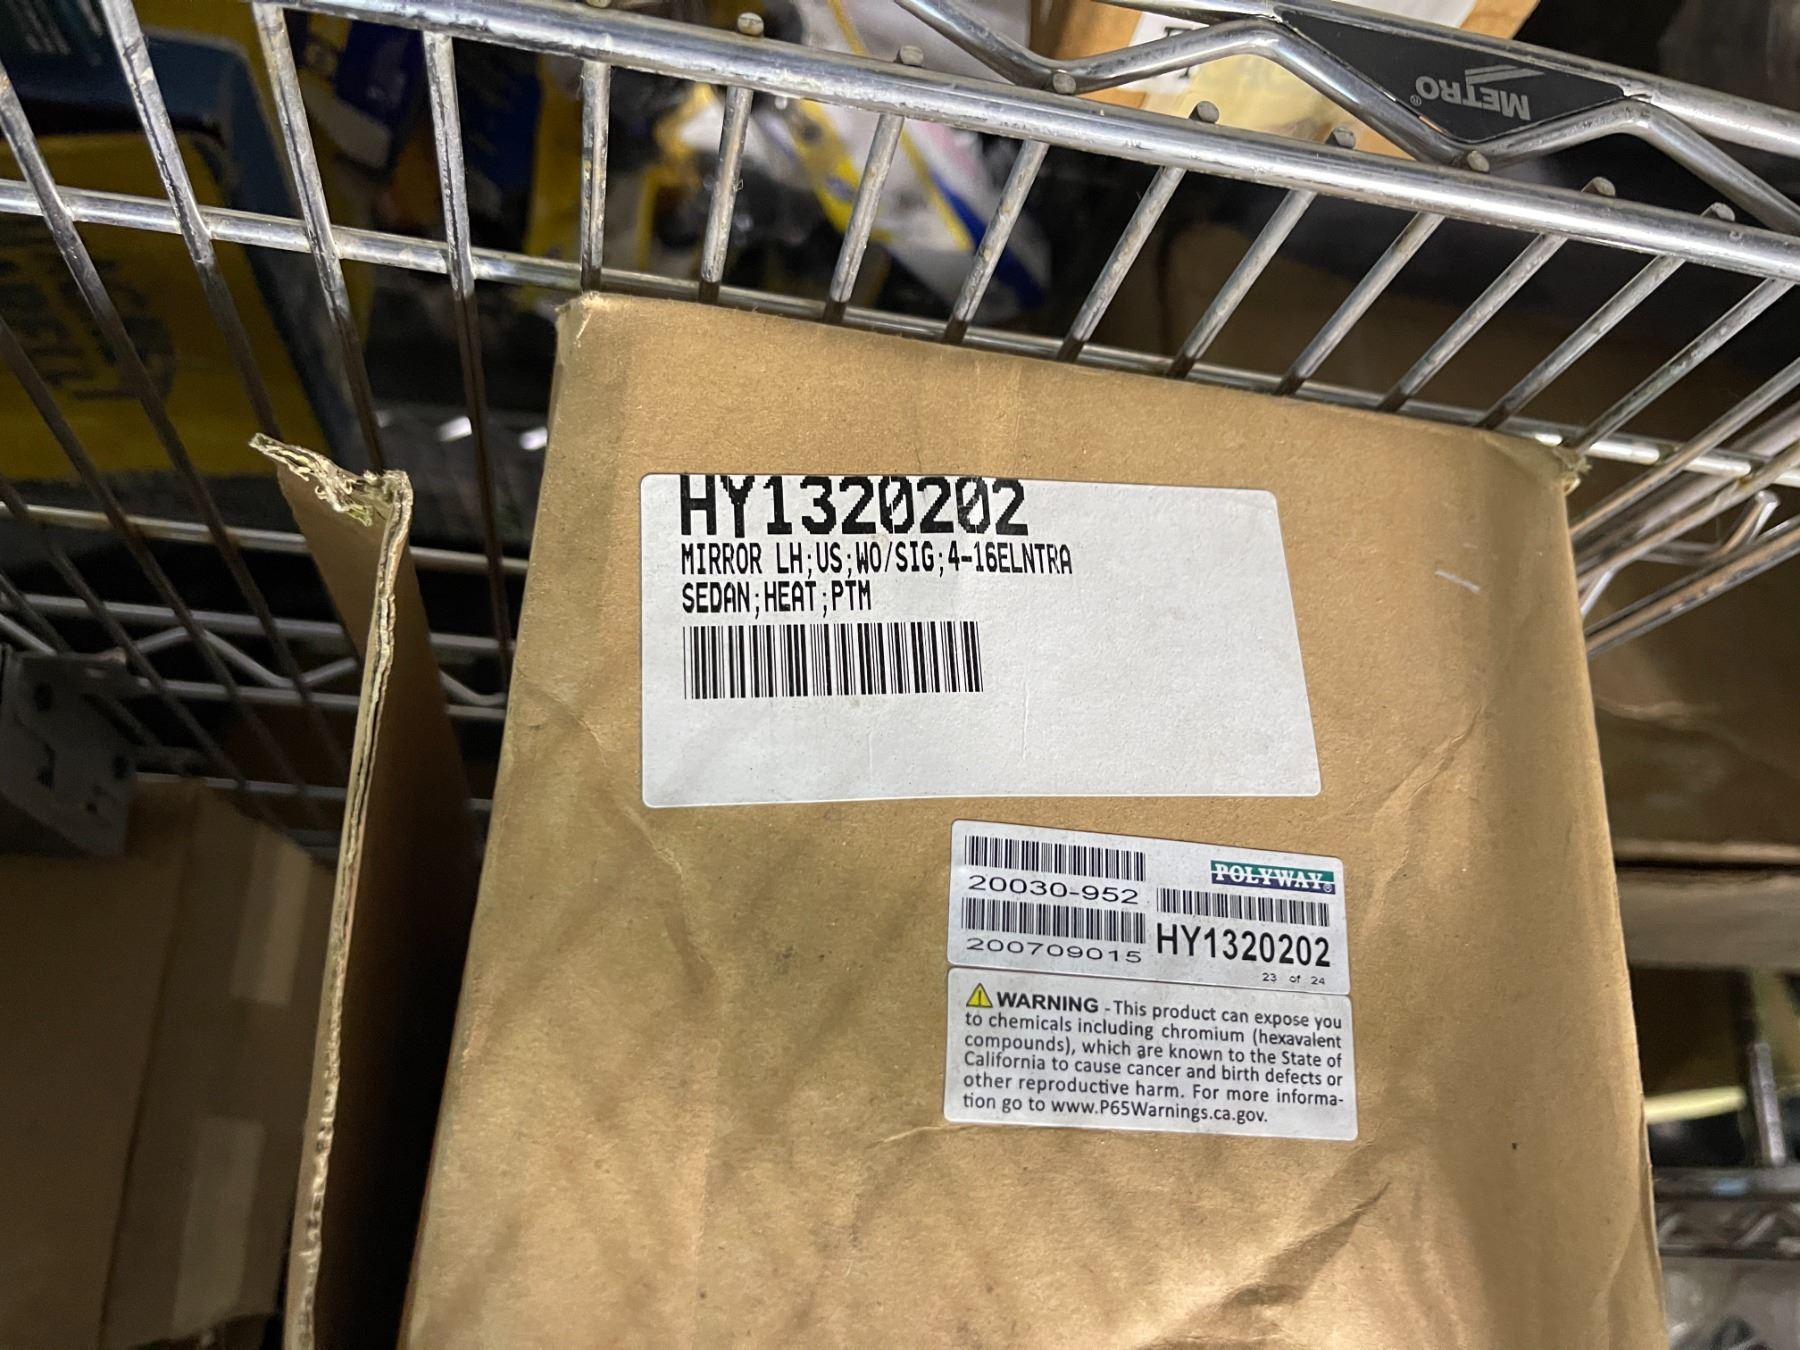 METRO®
HY1320202
MIRROR LH;US;WO/SIG;4-16ELNTRA
SEDAN;HEAT;PTM
POLYWAY®
20030-952
200709015
HY1320202
23 of 24
WARNING - This product can expose you
to chemicals including chromium (hexavalent
compounds), which are known to the State of
California to cause cancer and birth defects or
other reproductive harm. For more informa-
tion go to www.P65Warnings.ca.gov.